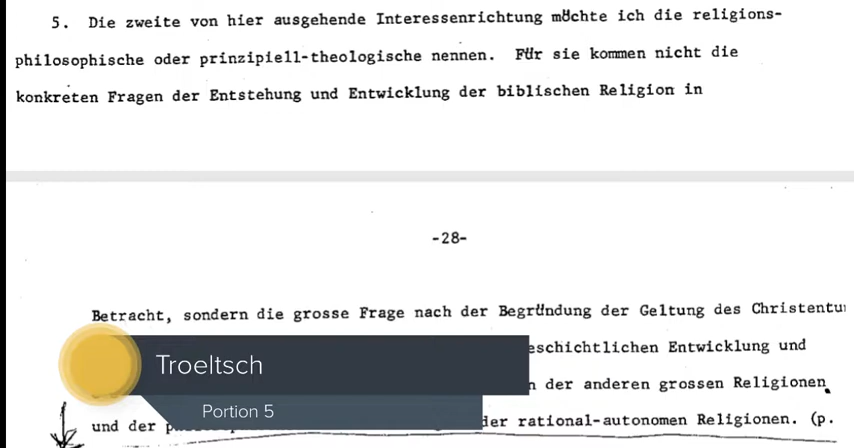 5. Die zweite von hier ausgehende Interessenrichtung möchte ich die religions-
philosophische oder prinzipiell-theologische nennen. Für sie kommen nicht die
konkreten Fragen der Entstehung und Entwicklung der biblischen Religion in
-28-
Betracht, sondern die grosse Frage nach der Begründung der Geltung des Christentu
eschichtlichen Entwicklung und
Troeltsch
der anderen grossen Religionen
Portion 5
und der der rational-autonomen Religionen. (p.